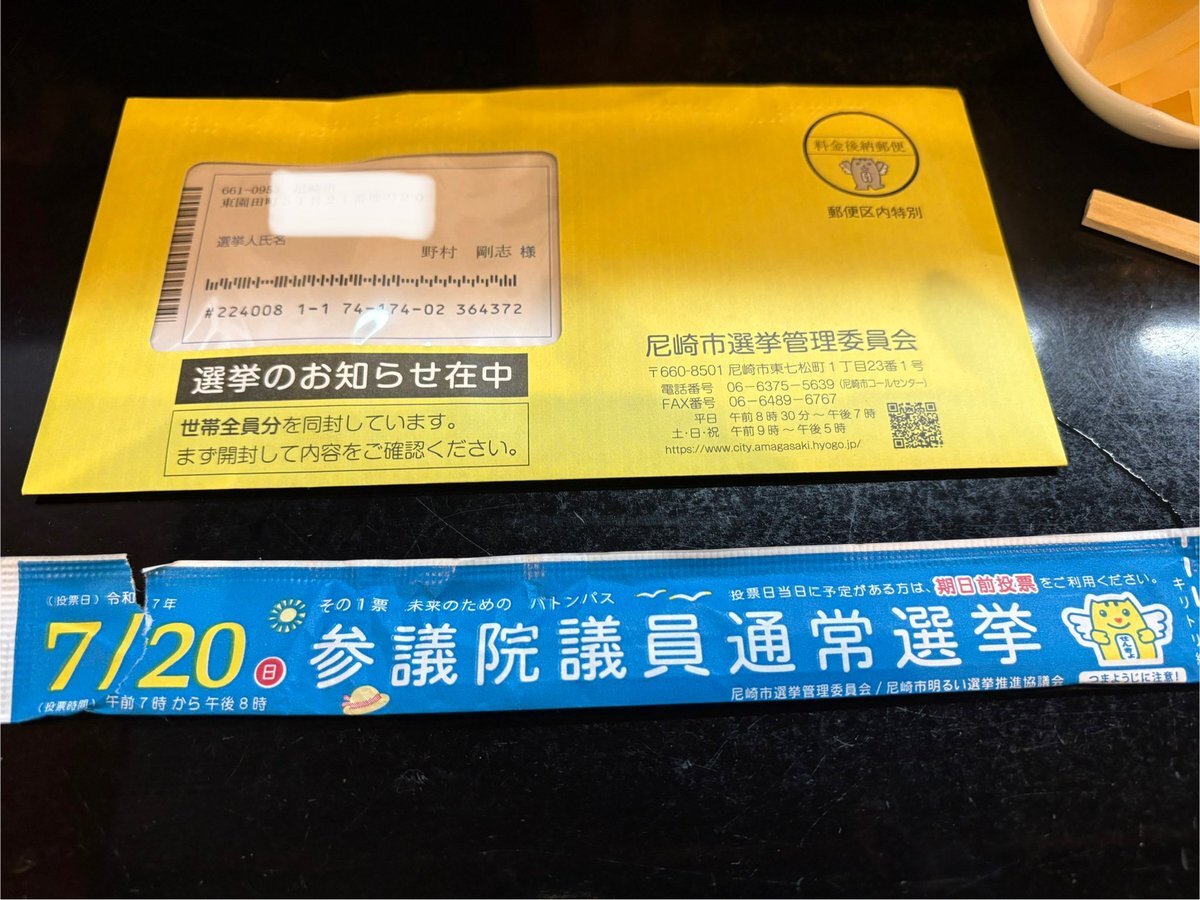 661-095
尼崎市
東園田町
選挙人氏名
野村 剛志 様
#224008 1-1 74-174-02 364372
選挙のお知らせ在中
世帯全員分を同封しています。
まず開封して内容をご確認ください。
料金後納郵便
郵便区内特別
尼崎市選挙管理委員会
〒660-8501 尼崎市東七松町1丁目23番1号
電話番号 06-6375-5639 (尼崎市コールセンター)
FAX番号 06-6489-6767
平日 午前8時30分~午後7時
土・日・祝 午前9時~午後5時
https://www.city.amagasaki.hyogo.jp/
(投票日) 令和7年
7/20 日
(投票時間) 午前7時から午後8時
その1票 未来のための バトンパス
投票日当日に予定がある方は、期日前投票をご利用ください。
参議院議員通常選挙
尼崎市選挙管理委員会/尼崎市明るい選挙推進協議会
つまようじに注意!
キリト